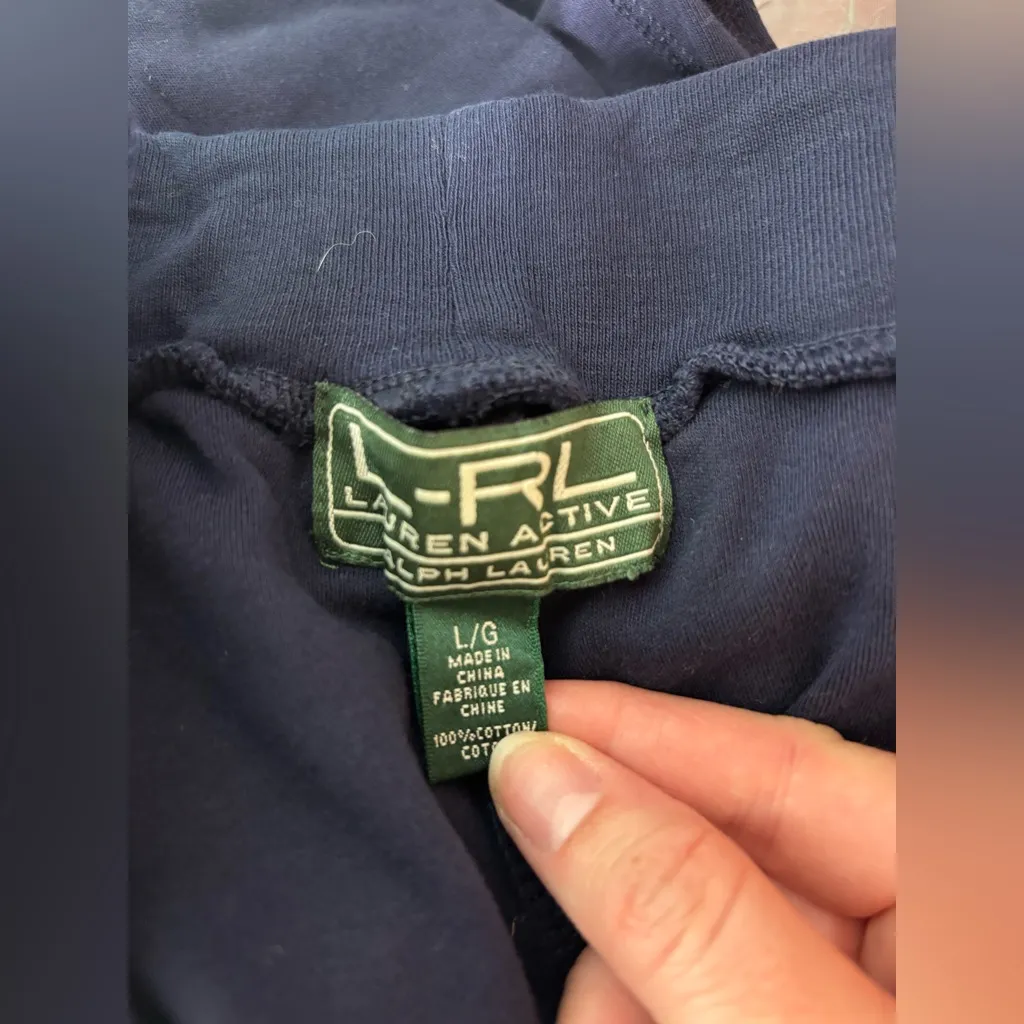 L-RL
LAUREN ACTIVE
RALPH LAUREN
L/G
MADE IN
CHINA
FABRIQUE EN
CHINE
100%COTTON/